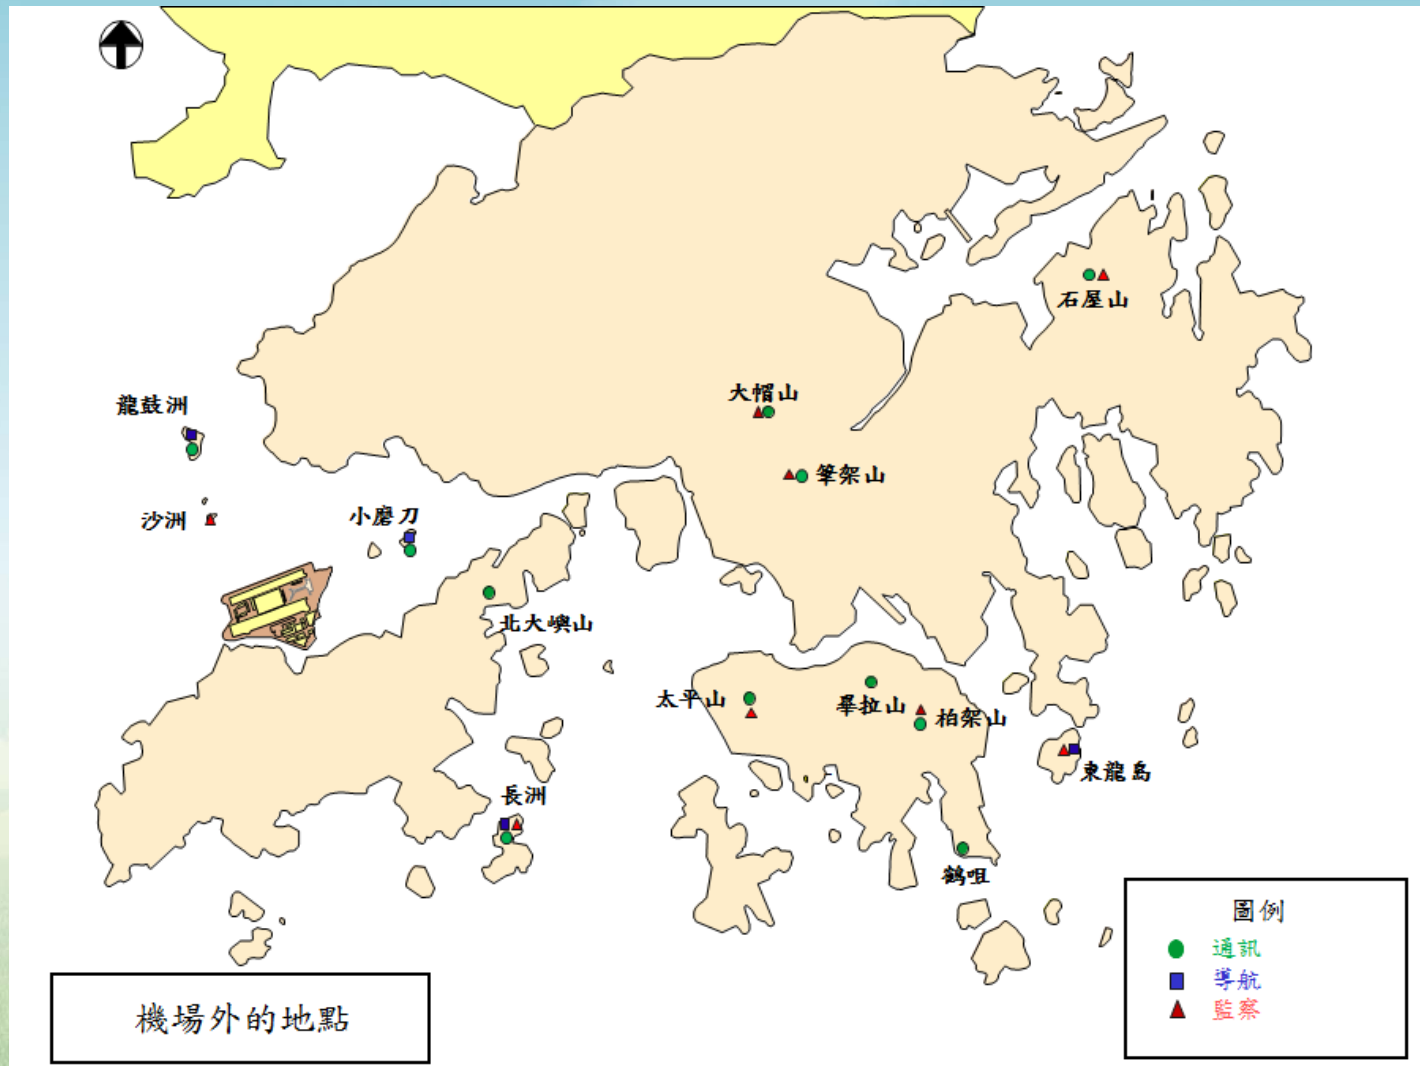 石屋山
大帽山
龍鼓洲
筆架山
沙洲
小磨刀
北大嶼山
太平山
畢拉山
柏架山
東龍島
長洲
鶴咀
圖例
通訊
導航
監察
機場外的地點